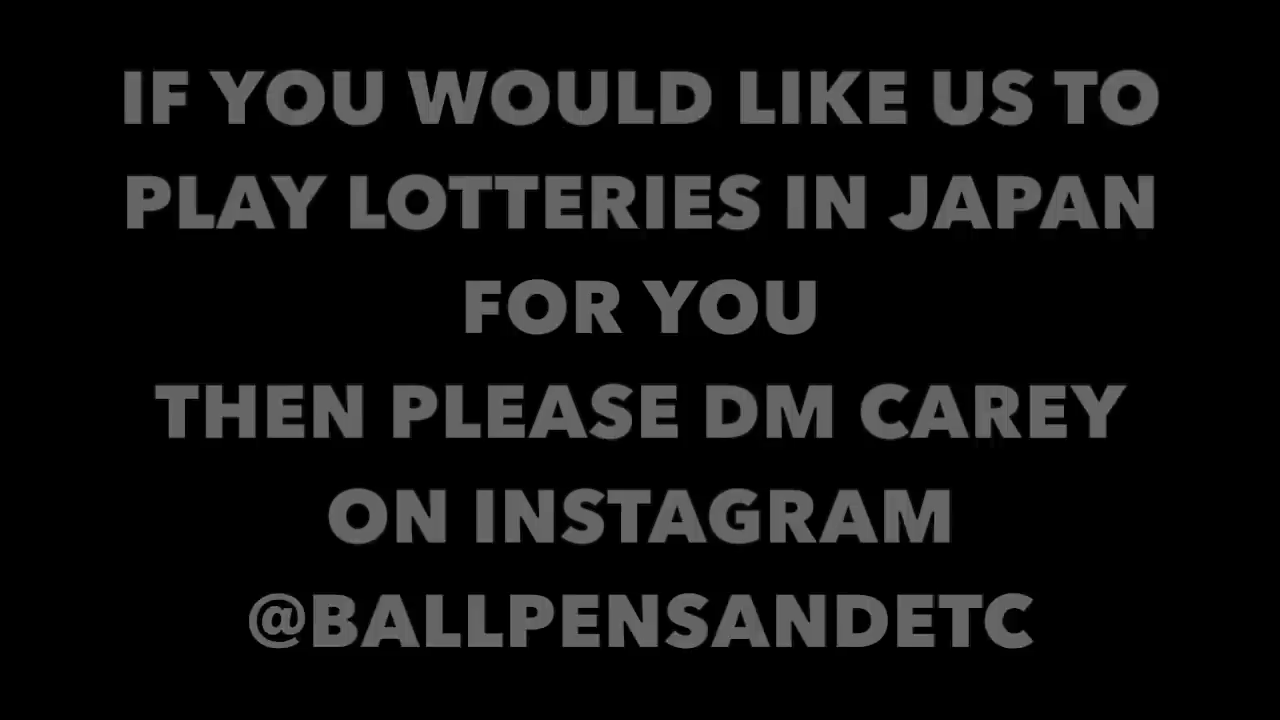 IF YOU WOULD LIKE US TO
PLAY LOTTERIES IN JAPAN
FOR YOU
THEN PLEASE DM CAREY
ON INSTAGRAM
@BALLPENSANDETC